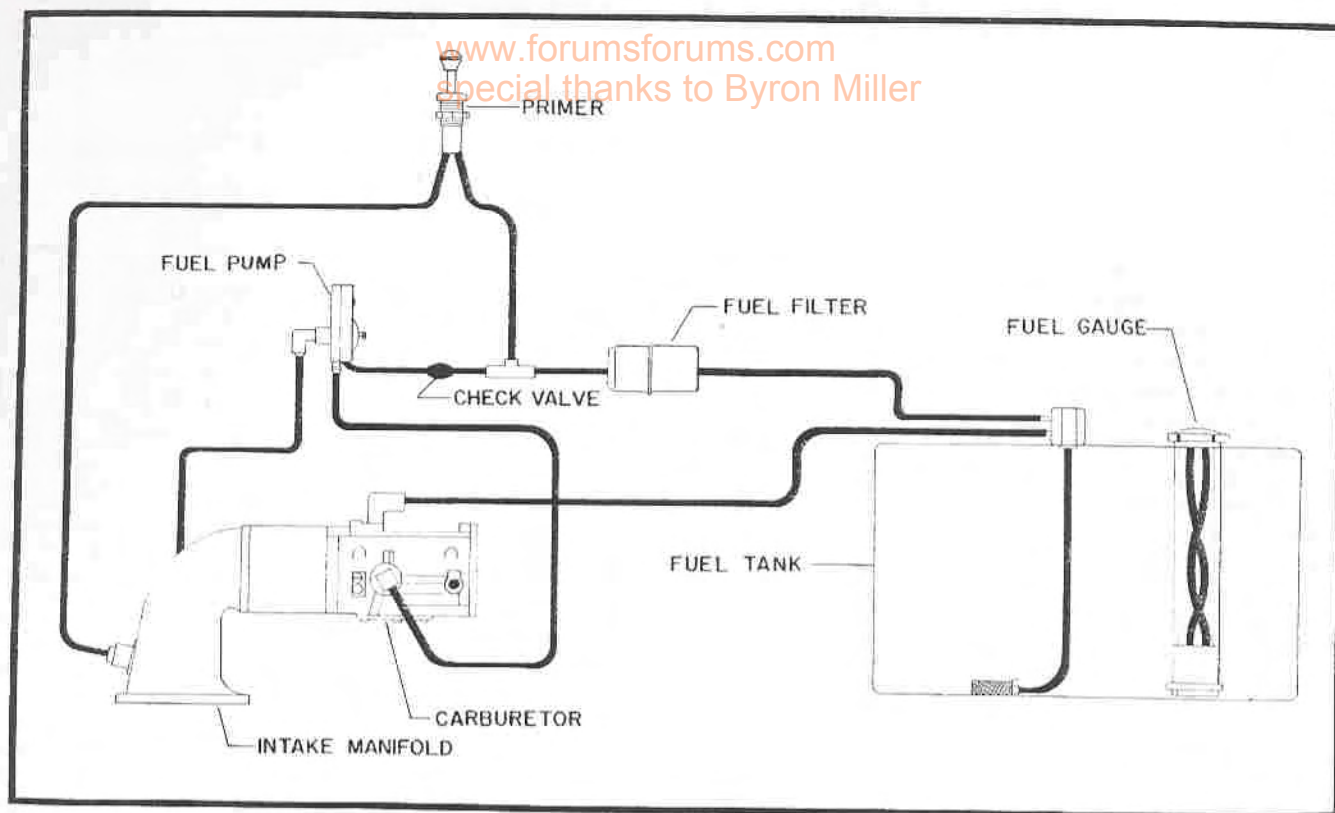 www.forumsforums.com
special thanks to Byron Miller
PRIMER
FUEL PUMP
FUEL FILTER
FUEL GAUGE
CHECK VALVE
FUEL TANK
CARBURETOR
INTAKE MANIFOLD